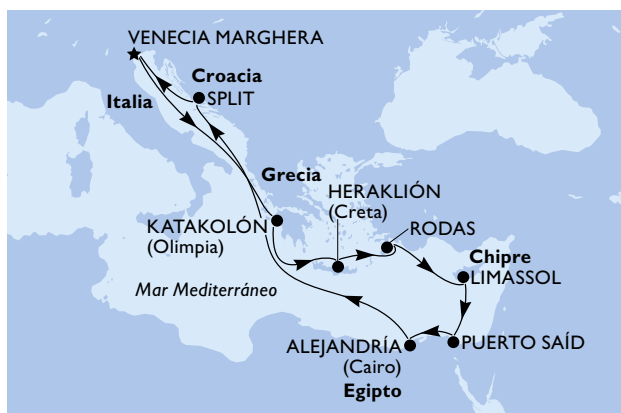 VENECIA MARGHERA
Croacia
SPLIT
Italia
Grecia
HERAKLIÓN
(Creta)
KATAKOLÓN
(Olimpia)
RODAS
Chipre
LIMASSOL
Mar Mediterráneo
ALEJANDRÍA
(Cairo)
PUERTO SAÍD
Egipto